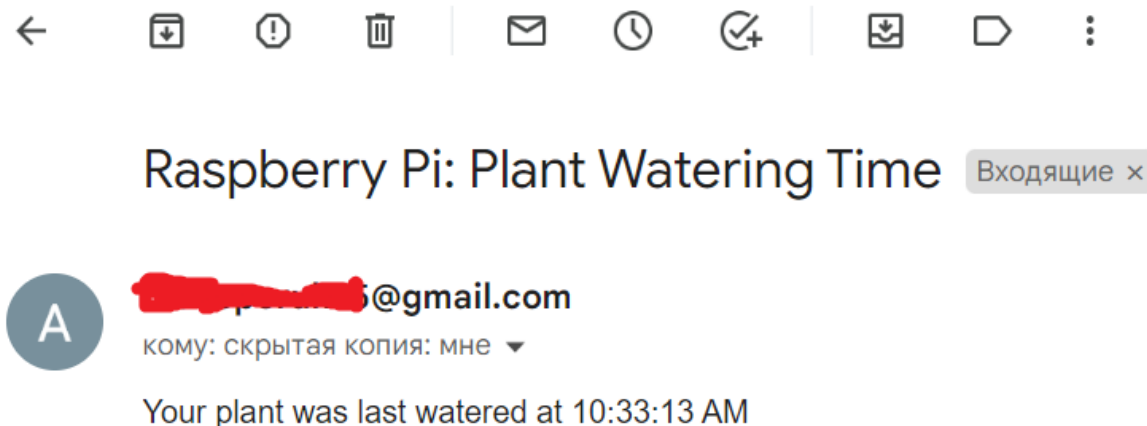 Raspberry Pi: Plant Watering Time Входящие ×
@gmail.com
A
кому: скрытая копия: мне
Your plant was last watered at 10:33:13 AM